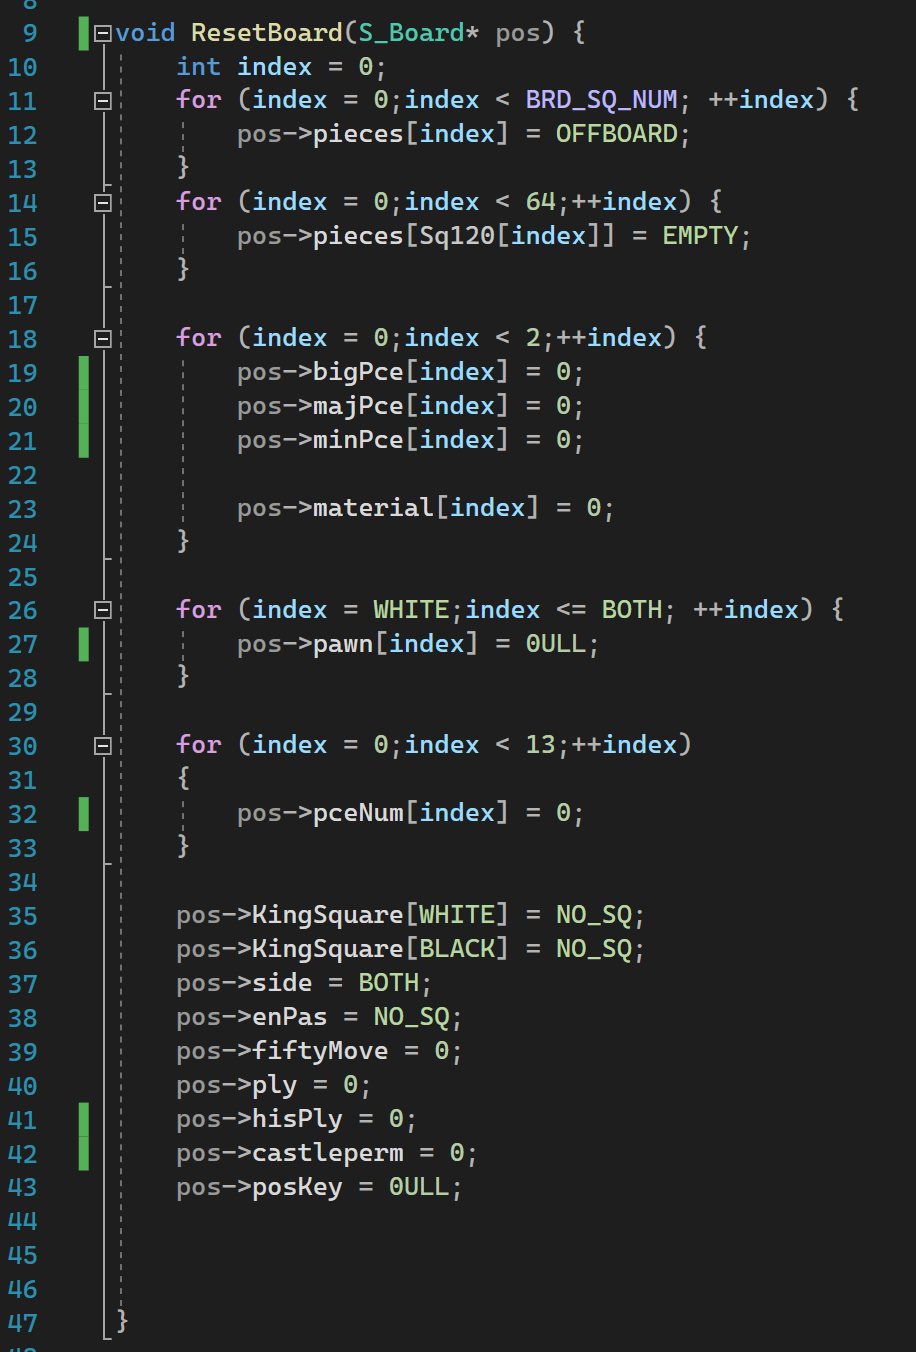 9 void ResetBoard(S_Board* pos) {
10 int index = 0;
11 for (index = 0;index < BRD_SQ_NUM; ++index) {
12 pos->pieces[index] = OFFBOARD;
13 }
14 for (index = 0;index < 64;++index) {
15 pos->pieces[Sq120[index]] = EMPTY;
16 }
17
18 for (index = 0;index < 2;++index) {
19 pos->bigPce[index] = 0;
20 pos->majPce[index] = 0;
21 pos->minPce[index] = 0;
22
23 pos->material[index] = 0;
24 }
25
26 for (index = WHITE;index <= BOTH; ++index) {
27 pos->pawn[index] = 0ULL;
28 }
29
30 for (index = 0;index < 13;++index)
31 {
32 pos->pceNum[index] = 0;
33 }
34
35 pos->KingSquare[WHITE] = NO_SQ;
36 pos->KingSquare[BLACK] = NO_SQ;
37 pos->side = BOTH;
38 pos->enPas = NO_SQ;
39 pos->fiftyMove = 0;
40 pos->ply = 0;
41 pos->hisPly = 0;
42 pos->castleperm = 0;
43 pos->posKey = 0ULL;
44
45
46
47 }